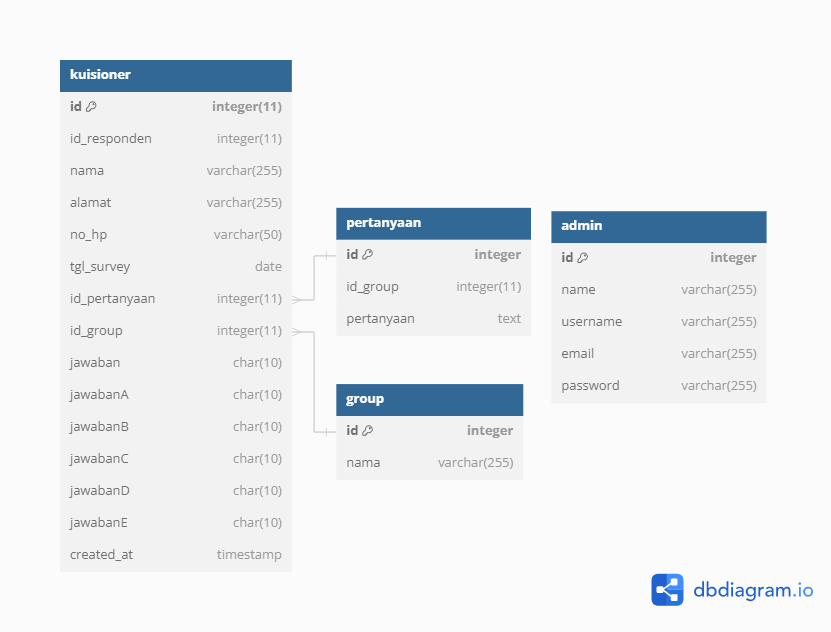 kuisioner
id integer(11)
id_responden integer(11)
nama varchar(255)
alamat varchar(255)
no_hp varchar(50)
tgl_survey date
id_pertanyaan integer(11)
id_group integer(11)
jawaban char(10)
jawabanA char(10)
jawabanB char(10)
jawabanC char(10)
jawabanD char(10)
jawabanE char(10)
created_at timestamp
pertanyaan
id integer
id_group integer(11)
pertanyaan text
group
id integer
nama varchar(255)
admin
id integer
name varchar(255)
username varchar(255)
email varchar(255)
password varchar(255)
dbdiagram.io